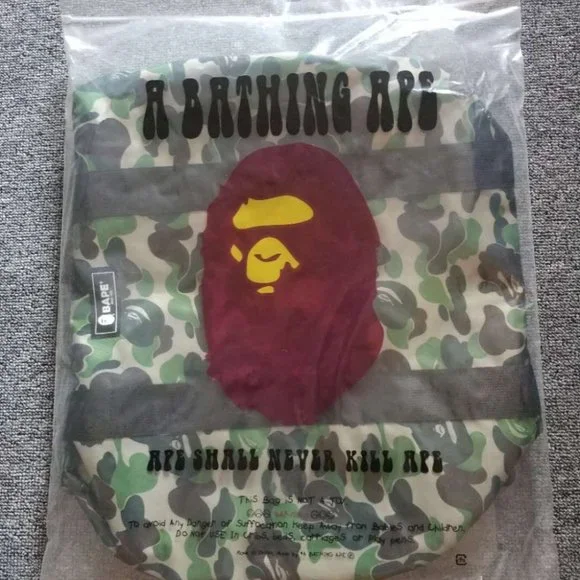 A BATHING APE
BAPE
APE SHALL NEVER KILL APE
This Bag is NOT A TOY
To avoid Any Danger of Suffocation Keep Away from Babies and Children.
DO NOT USE IN Cribs, beds, carriages or play pens.